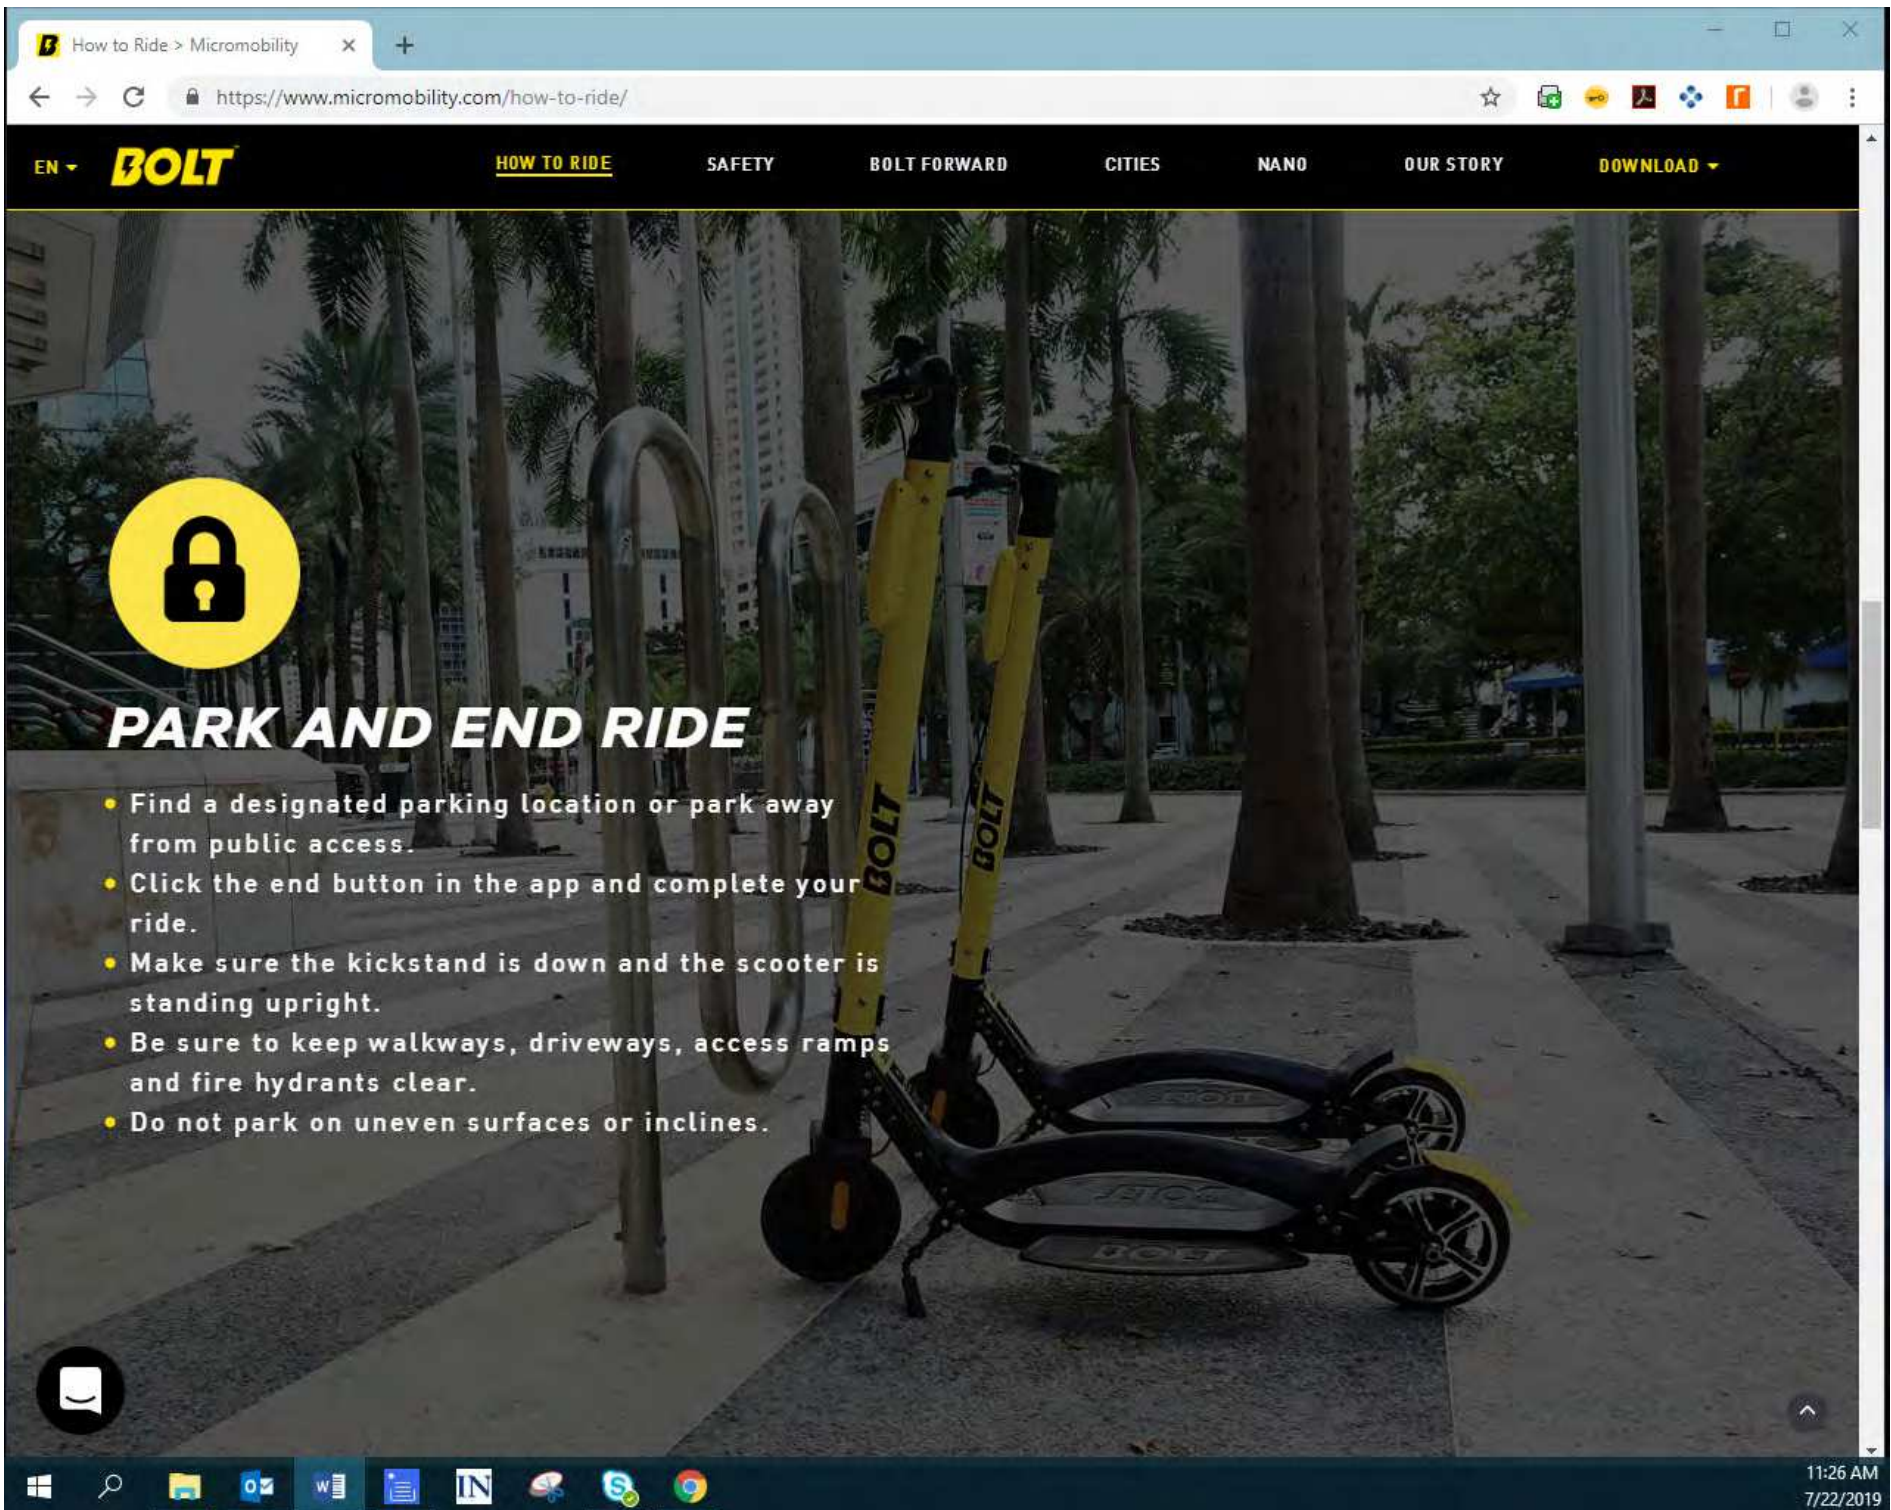 How to Ride > Micromobility
https://www.micromobility.com/how-to-ride/
EN
BOLT
HOW TO RIDE
SAFETY
BOLT FORWARD
CITIES
NANO
OUR STORY
DOWNLOAD
PARK AND END RIDE
Find a designated parking location or park away
from public access.
Click the end button in the app and complete your
ride.
Make sure the kickstand is down and the scooter is
standing upright.
Be sure to keep walkways, driveways, access ramps
and fire hydrants clear.
Do not park on uneven surfaces or inclines.
BOLT
BOLT
BOLT
BOLT
BOLT
IN
11:26 AM
7/22/2019